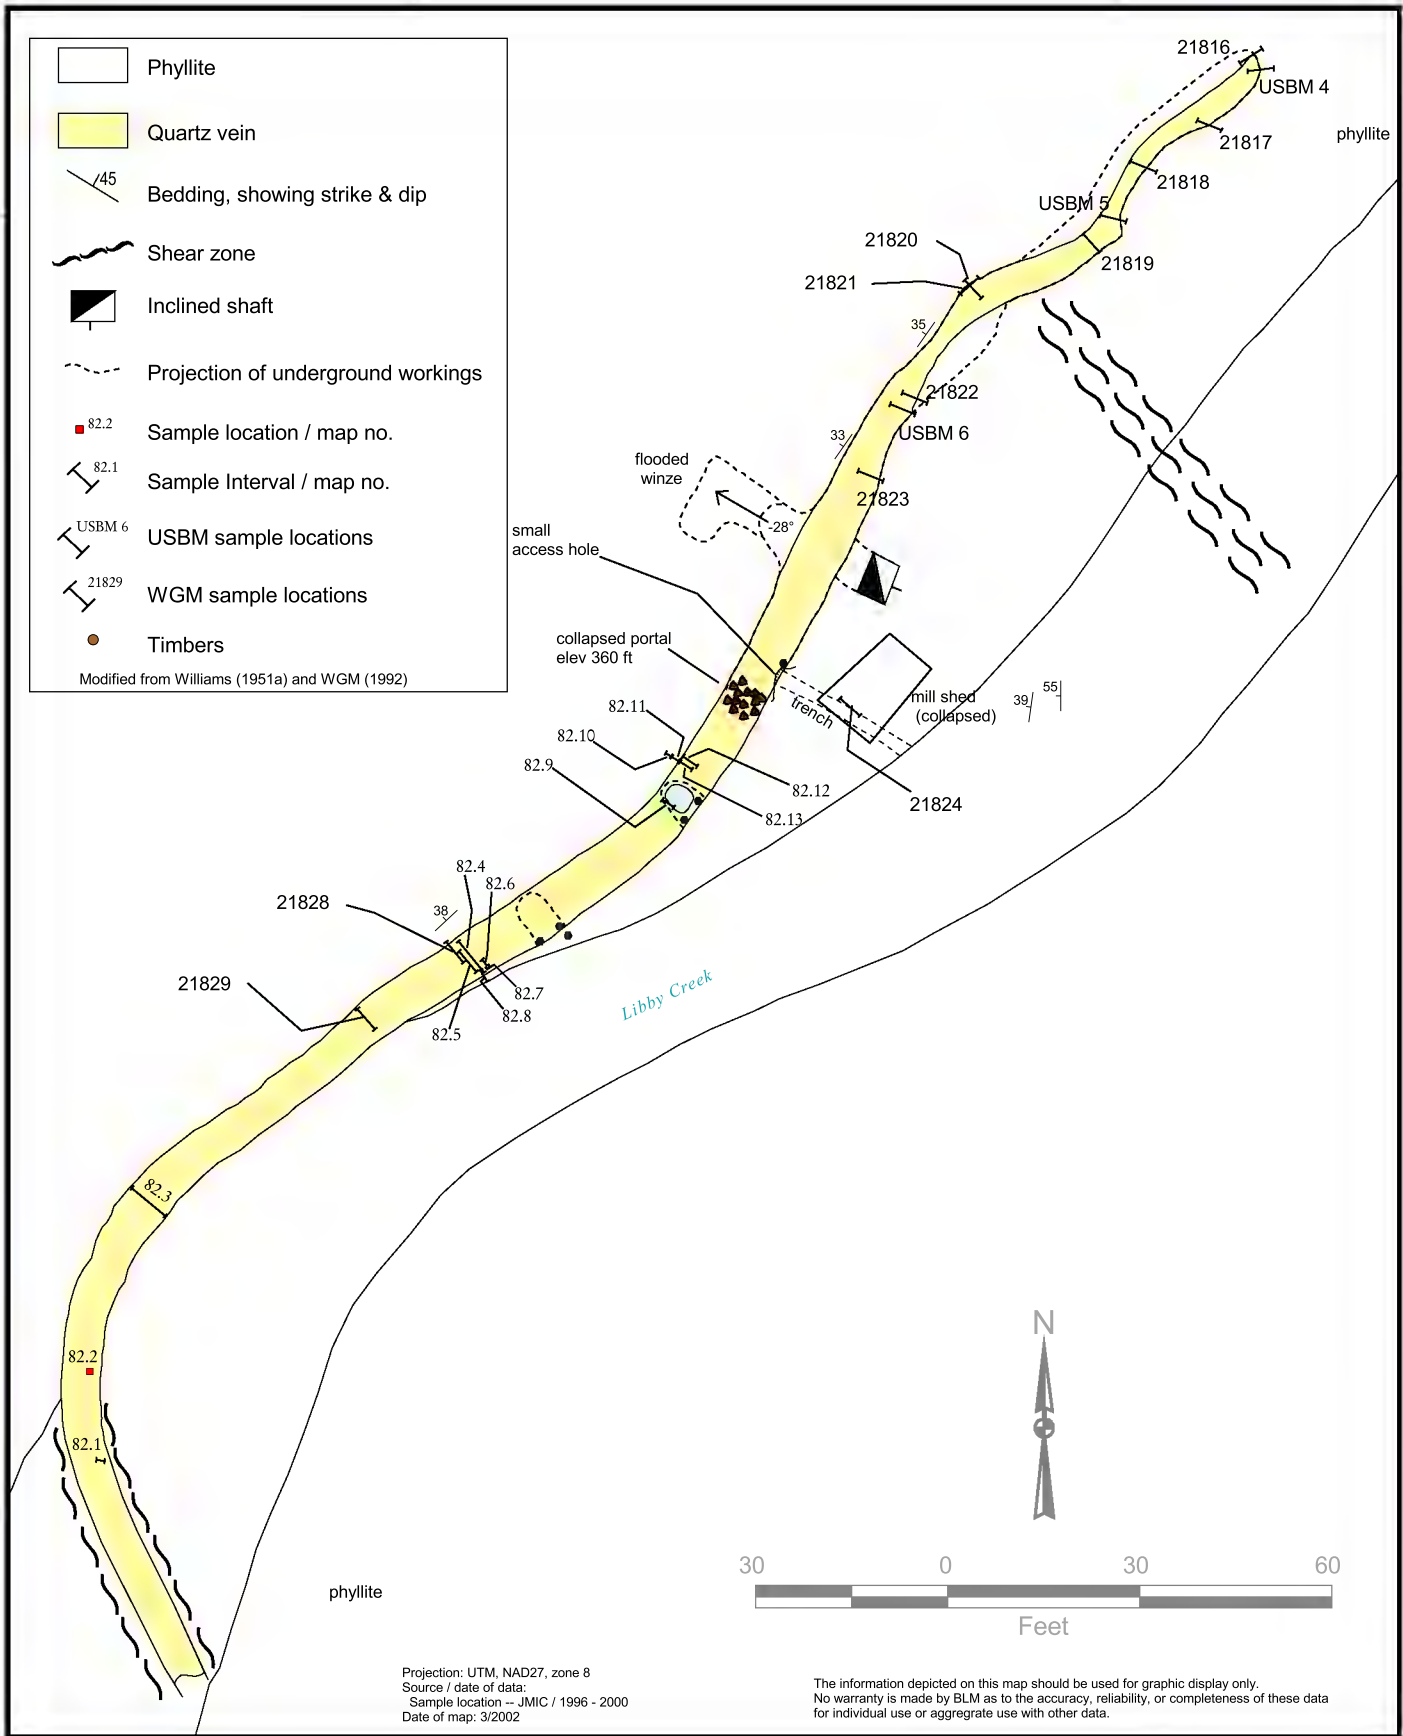 Phyllite
Quartz vein
45
Bedding, showing strike & dip
Shear zone
Inclined shaft
Projection of underground workings
82.2
Sample location / map no.
82.1
Sample Interval / map no.
USBM 6
USBM sample locations
21829
WGM sample locations
Timbers
Modified from Williams (1951a) and WGM (1992)
21816
USBM 4
phyllite
21817
21818
USBM 5
21820
21819
21821
35
21822
33
USBM 6
flooded
winze
21823
-28°
small
access hole
collapsed portal
elev 360 ft
mill shed
(collapsed)
39
55
trench
82.11
82.10
82.9
82.12
82.13
21824
82.4
82.6
21828
38
21829
82.7
82.8
82.5
Libby Creek
82.3
82.2
82.1
phyllite
N
30 0 30 60
Feet
Projection: UTM, NAD27, zone 8
Source / date of data:
Sample location -- JMIC / 1996 - 2000
Date of map: 3/2002
The information depicted on this map should be used for graphic display only.
No warranty is made by BLM as to the accuracy, reliability, or completeness of these data
for individual use or aggregrate use with other data.